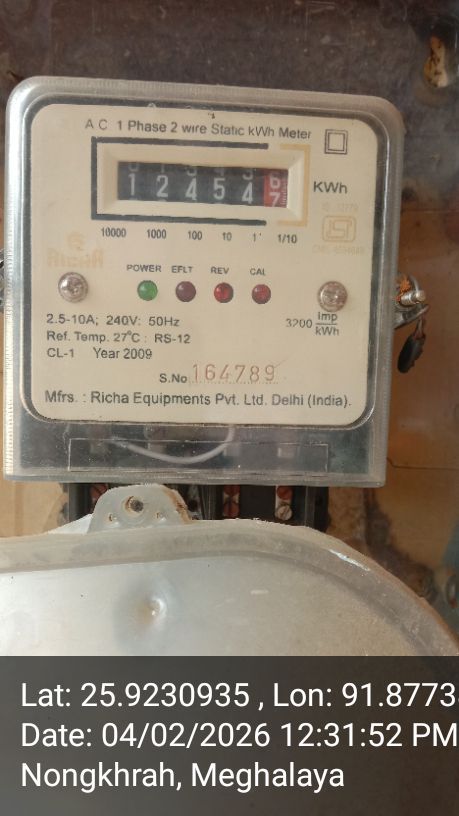 A C 1 Phase 2 wire Static kWh Meter
1 2 4 5 4
KWh
10000 1000 100 10 1 1/10
RICHA
POWER EFLT REV CAL
2.5-10A; 240V: 50Hz
3200 imp/kWh
Ref. Temp. 27°C : RS-12
CL-1 Year 2009
S.No 164789
Mfrs. : Richa Equipments Pvt. Ltd. Delhi (India).
Lat: 25.9230935 , Lon: 91.8773
Date: 04/02/2026 12:31:52 PM
Nongkhrah, Meghalaya